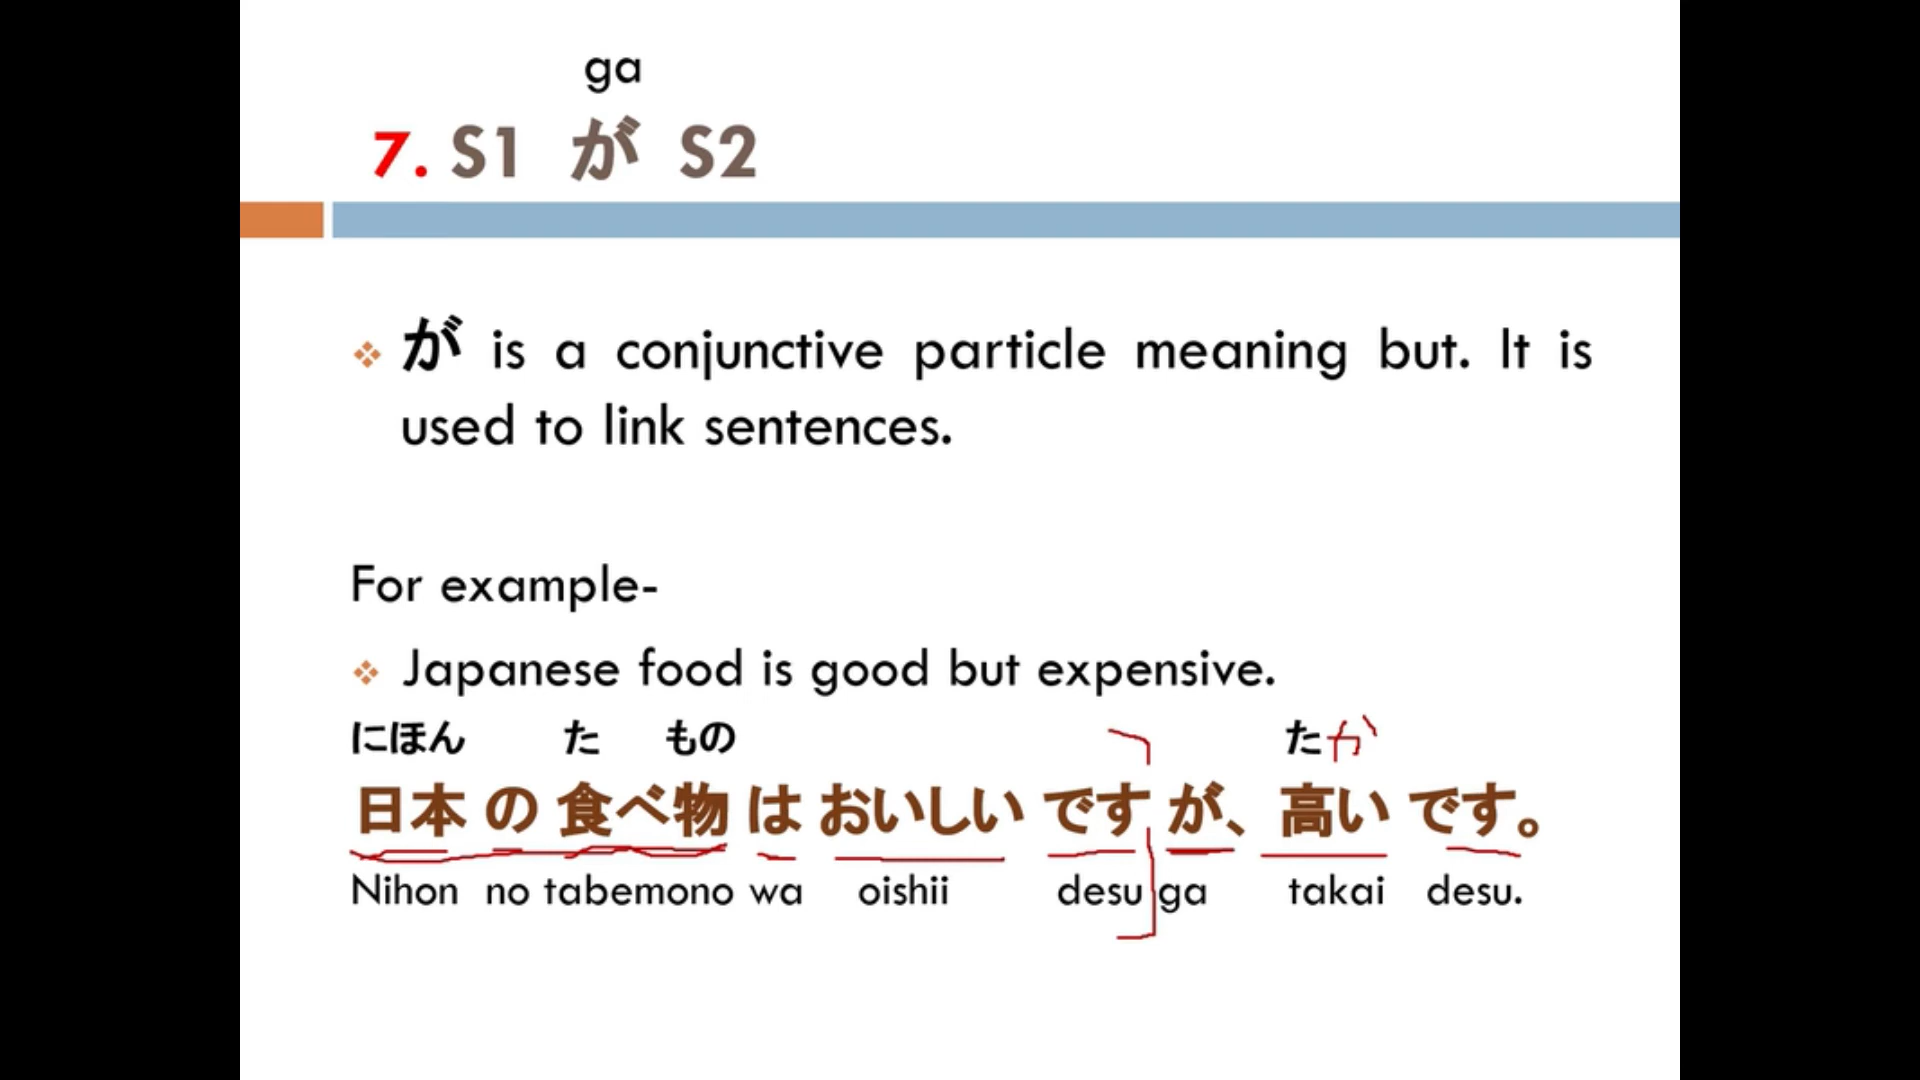 ga
7. S1 が S2
が is a conjunctive particle meaning but. It is
used to link sentences.
For example-
Japanese food is good but expensive.
にほん た もの たか
日本 の 食べ物 は おいしい です が、 高い です。
Nihon no tabemono wa oishii desu ga takai desu.